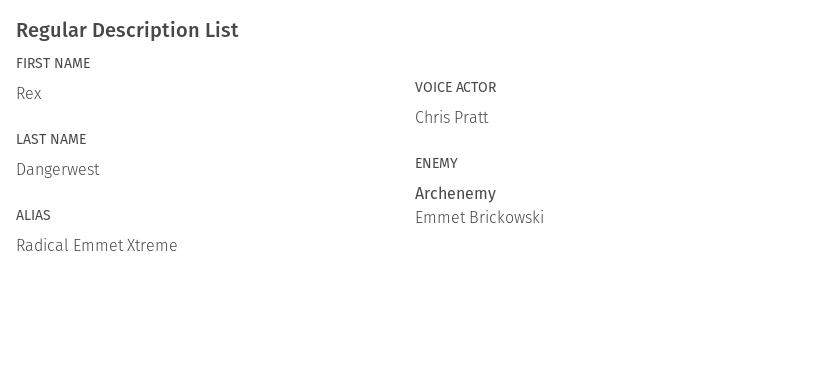 Regular Description List
FIRST NAME
Rex
LAST NAME
Dangerwest
ALIAS
Radical Emmet Xtreme
VOICE ACTOR
Chris Pratt
ENEMY
Archenemy
Emmet Brickowski